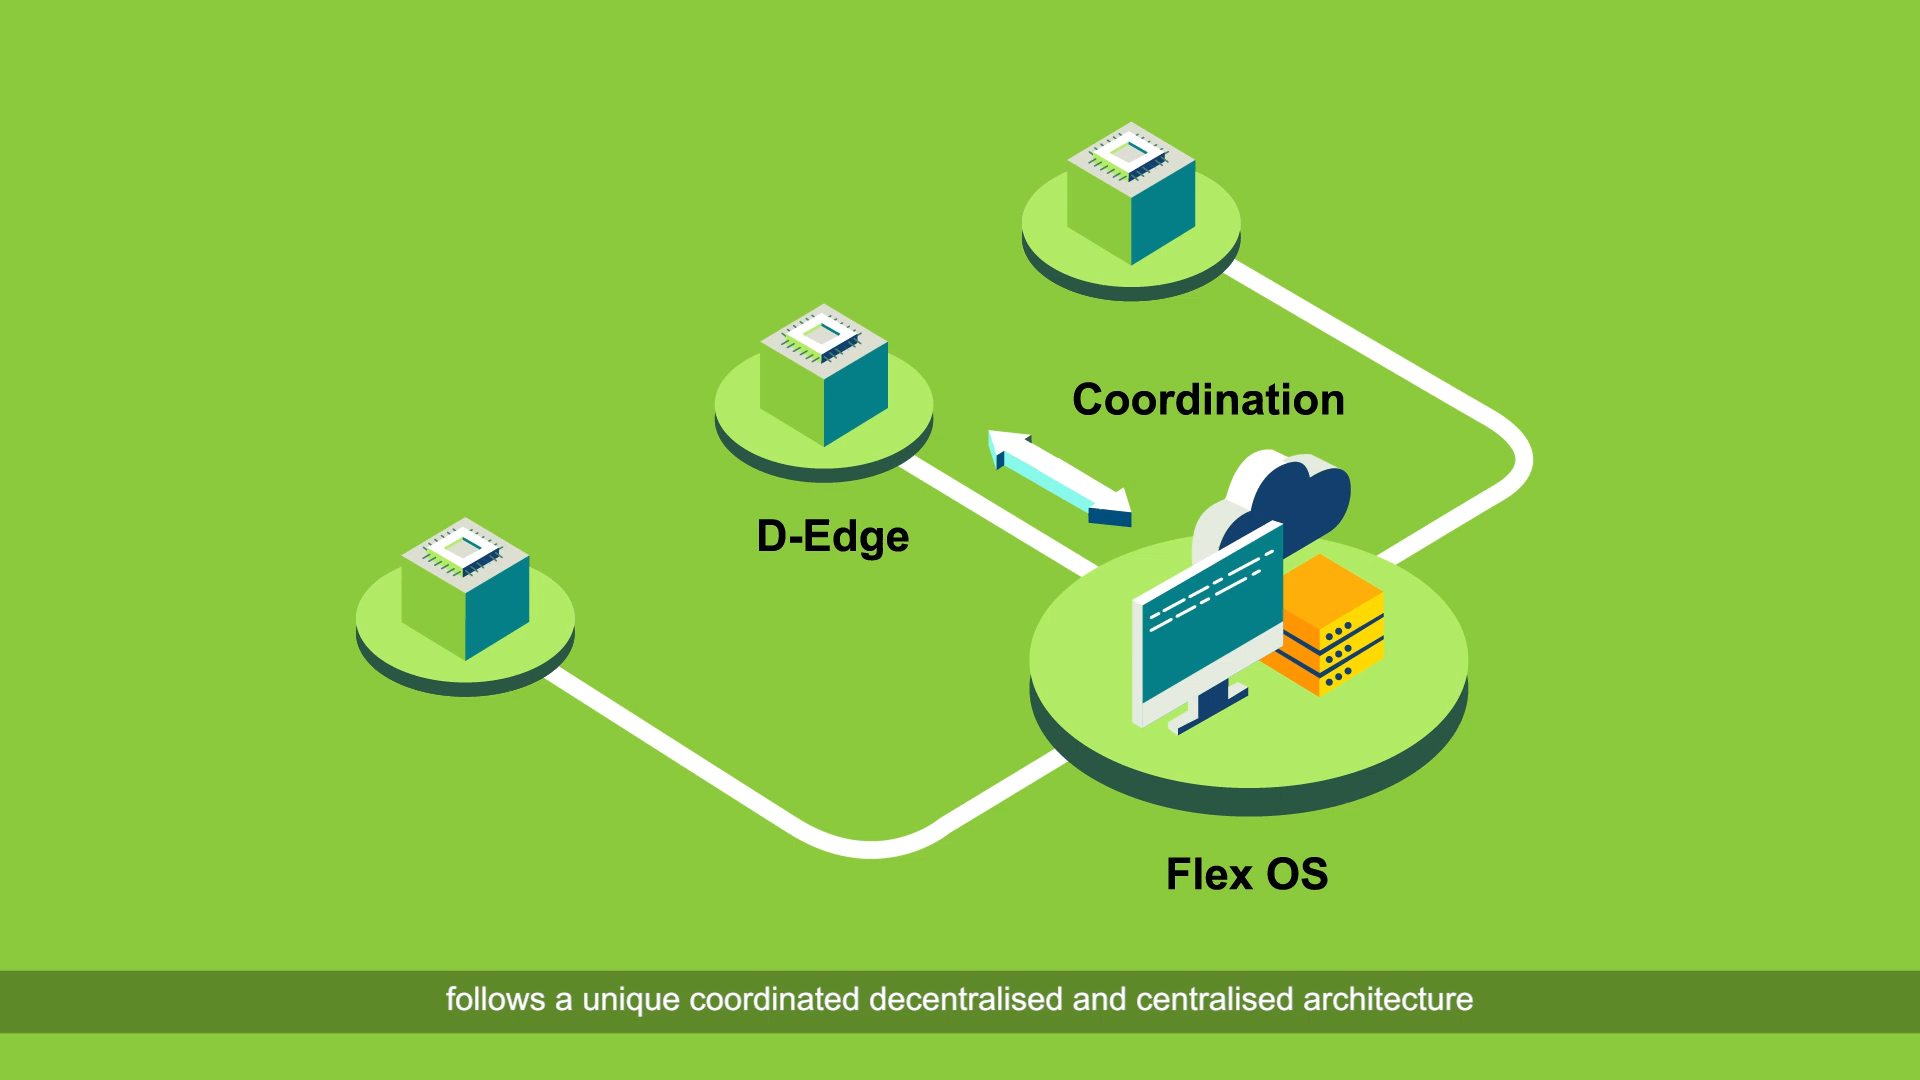 Coordination
D-Edge
Flex OS
follows a unique coordinated decentralised and centralised architecture